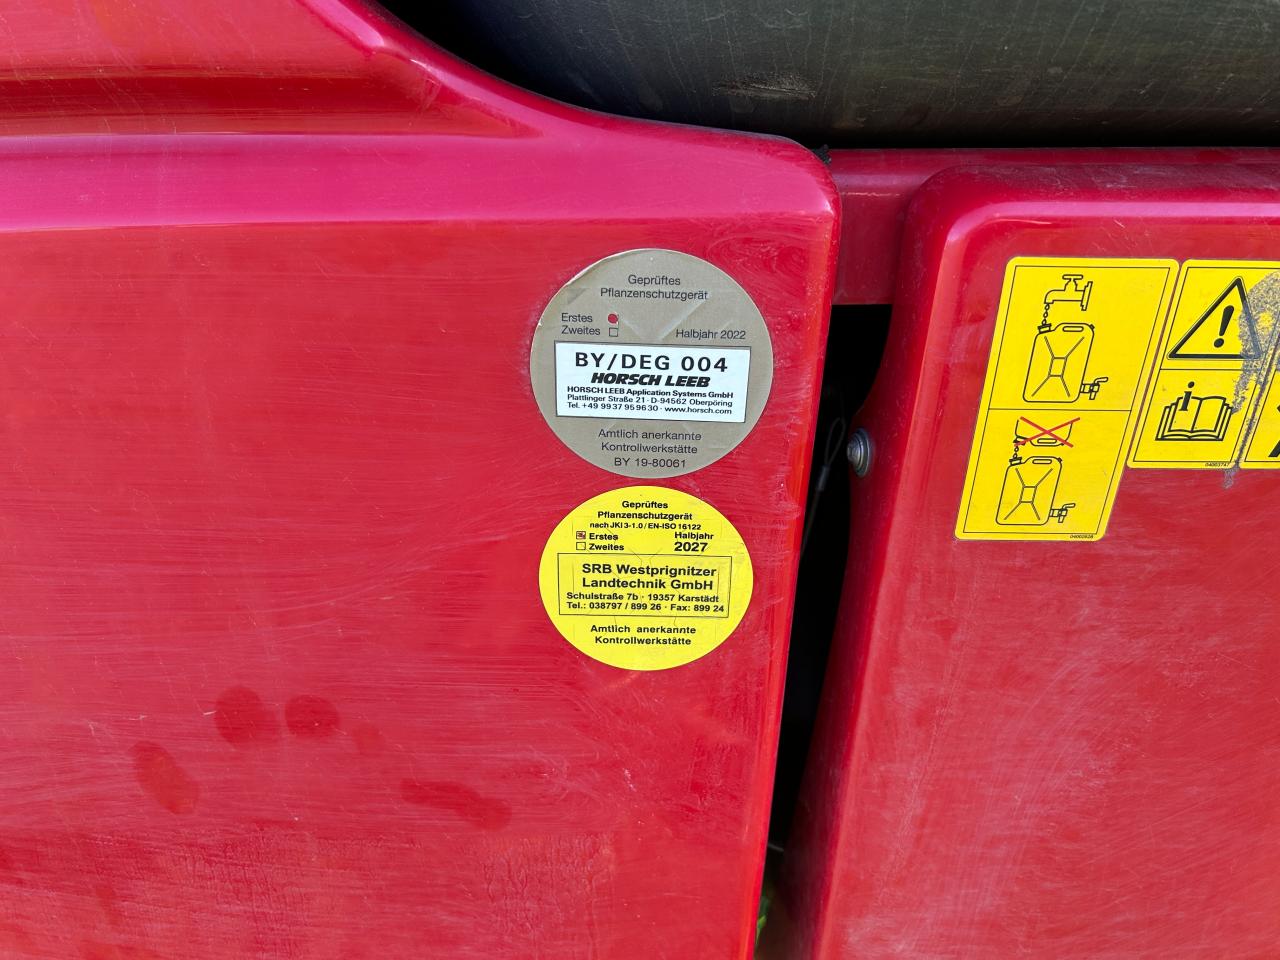 Geprüftes
Pflanzenschutzgerät
Erstes
Zweites
Halbjahr 2022
BY/DEG 004
HORSCH LEEB
HORSCH LEEB Application Systems GmbH
Plattlinger Straße 21 · D-94562 Oberpöring
Tel. +49 9937 959630 · www.horsch.com
Amtlich anerkannte
Kontrollwerkstätte
BY 19-80061
Geprüftes
Pflanzenschutzgerät
nach JKI 3-1.0 / EN-ISO 16122
Erstes
Zweites
Halbjahr
2027
SRB Westprignitzer
Landtechnik GmbH
Schulstraße 7b · 19357 Karstädt
Tel.: 038797 / 899 26 · Fax: 899 24
Amtlich anerkannte
Kontrollwerkstätte